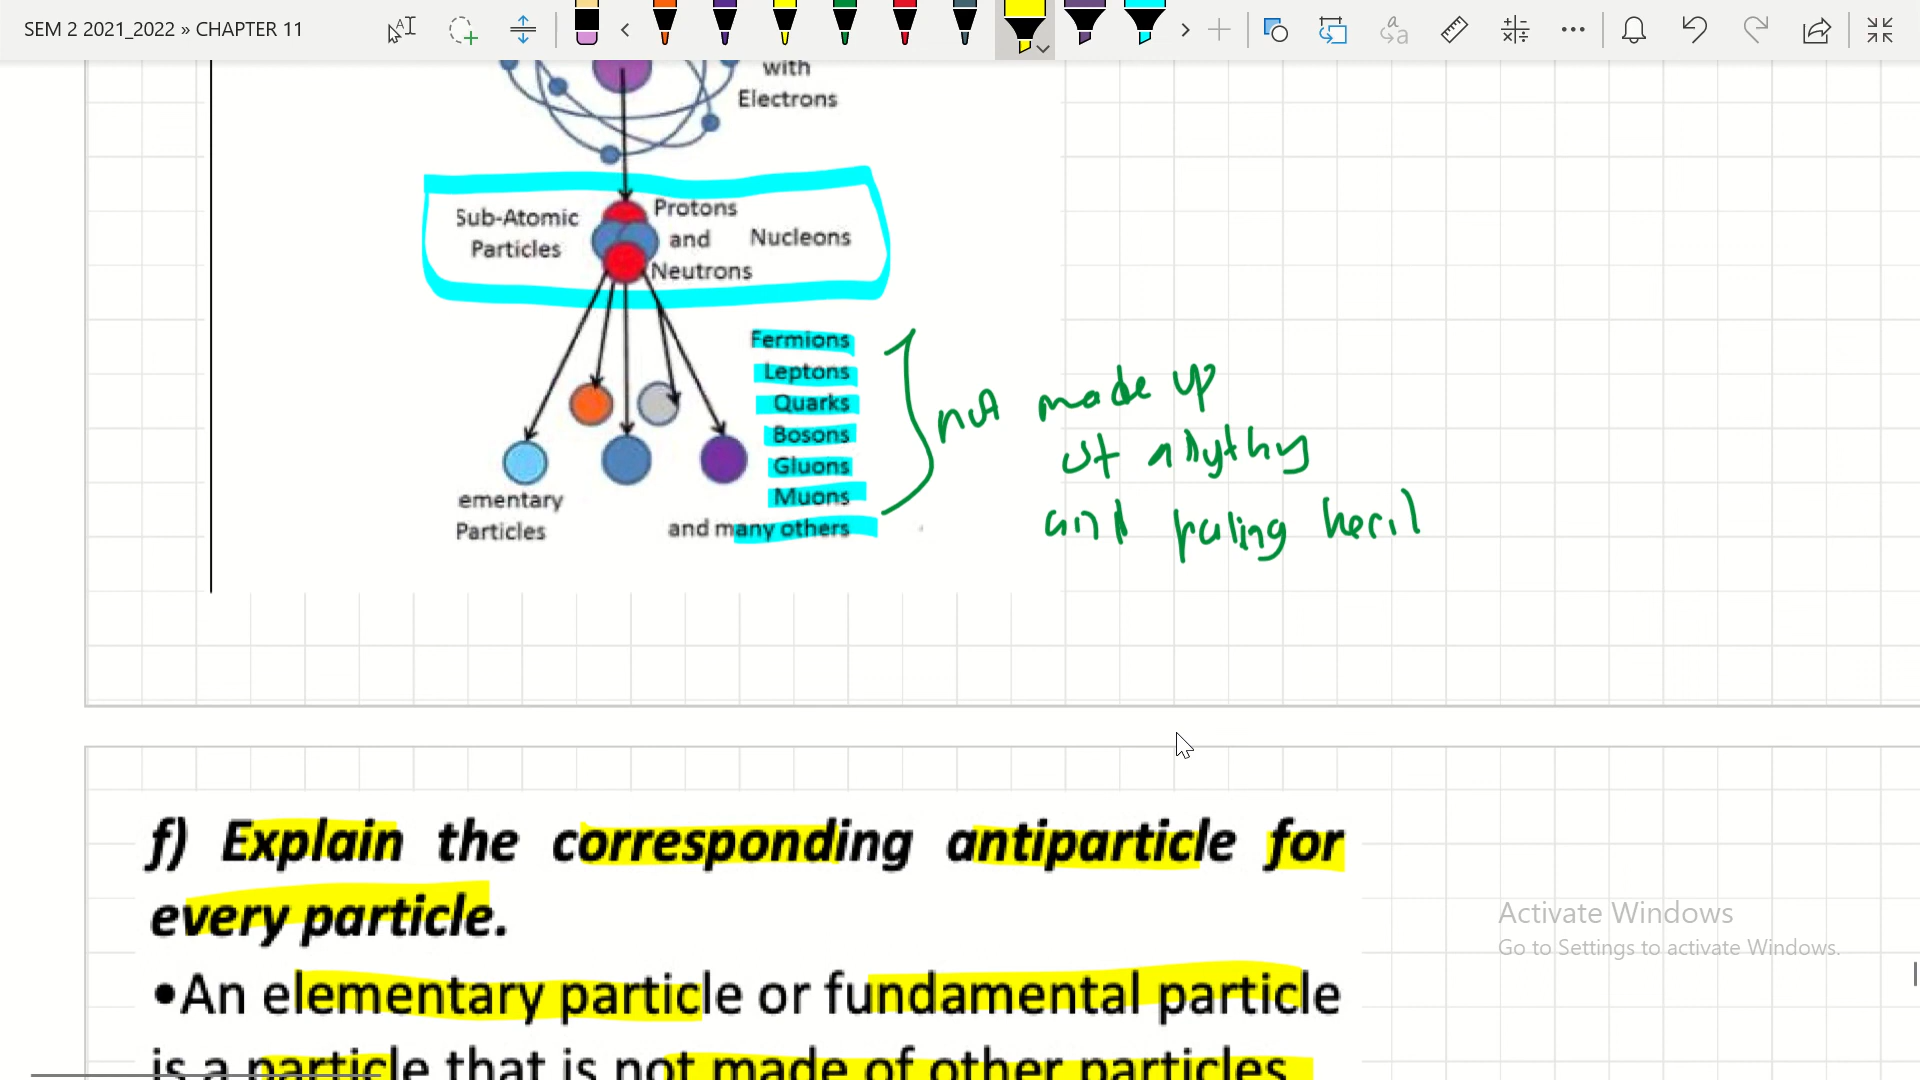 SEM 2 2021_2022 » CHAPTER 11
with
Electrons
Sub-Atomic
Particles
Protons
and
Neutrons
Nucleons
Fermions
Leptons
Quarks
Bosons
Gluons
Muons
and many others
ementary
Particles
not made up
of
and
f) Explain the corresponding antiparticle for
every particle.
•An elementary particle or fundamental particle
is a particle that is not made of other particles
Activate Windows
Go to Settings to activate Windows.